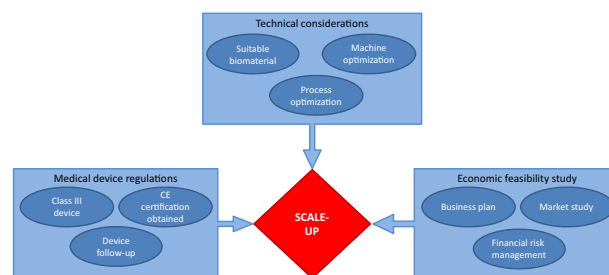 Technical considerations
Suitable
biomaterial
Machine
optimization
Process
optimization
Medical device regulations
Class III
device
CE
certification
obtained
Device
follow-up
SCALE-
UP
Economic feasibility study
Business plan
Market study
Financial risk
management